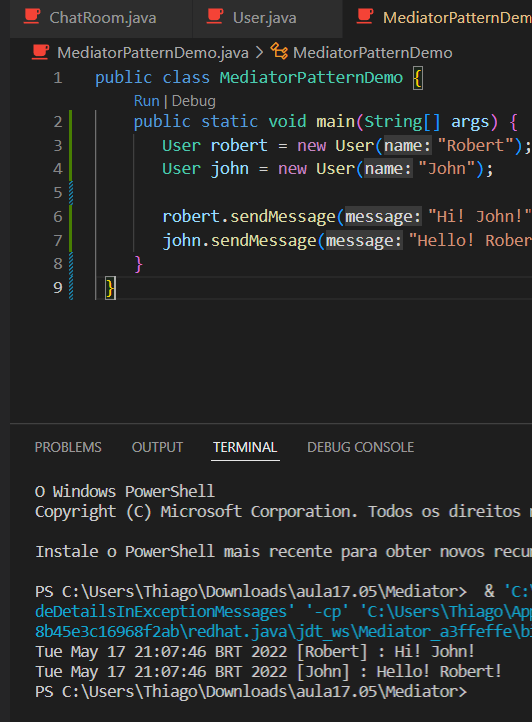 ChatRoom.java User.java MediatorPatternDemo
MediatorPatternDemo.java > MediatorPatternDemo
1 public class MediatorPatternDemo {
Run | Debug
2 public static void main(String[] args) {
3 User robert = new User(name: "Robert");
4 User john = new User(name: "John");
5
6 robert.sendMessage(message: "Hi! John!"
7 john.sendMessage(message: "Hello! Rober
8 }
9 }
PROBLEMS OUTPUT TERMINAL DEBUG CONSOLE
O Windows PowerShell
Copyright (C) Microsoft Corporation. Todos os direitos
Instale o PowerShell mais recente para obter novos recu
PS C:\Users\Thiago\Downloads\aula17.05\Mediator> & 'C:\
deDetailsInExceptionMessages' '-cp' 'C:\Users\Thiago\App
8b45e3c16968f2ab\redhat.java\jdt_ws\Mediator_a3ffeffe\bi
Tue May 17 21:07:46 BRT 2022 [Robert] : Hi! John!
Tue May 17 21:07:46 BRT 2022 [John] : Hello! Robert!
PS C:\Users\Thiago\Downloads\aula17.05\Mediator>